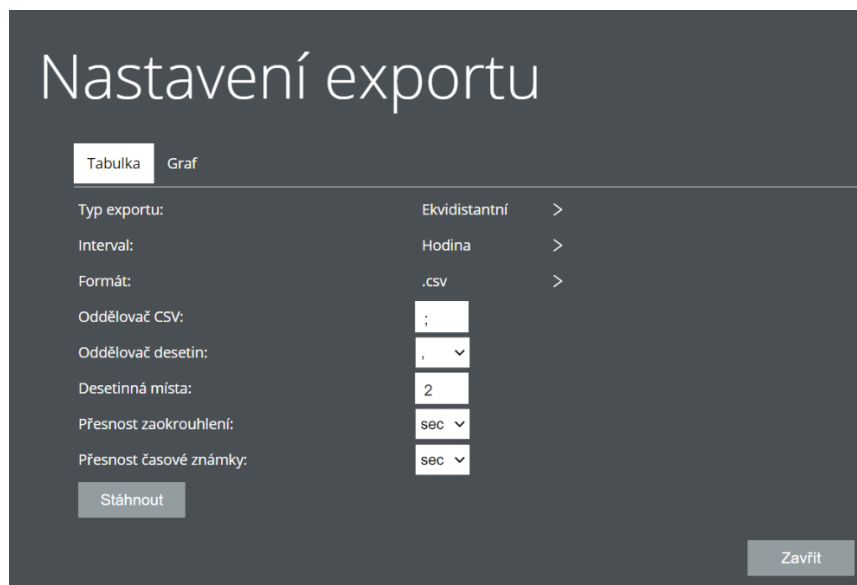 Nastavení exportu
Tabulka Graf
Typ exportu: Ekvidistantní >
Interval: Hodina >
Formát: .csv >
Oddělovač CSV: ;
Oddělovač desetin: ,
Desetinná místa: 2
Přesnost zaokrouhlení: sec
Přesnost časové známky: sec
Stáhnout
Zavřít